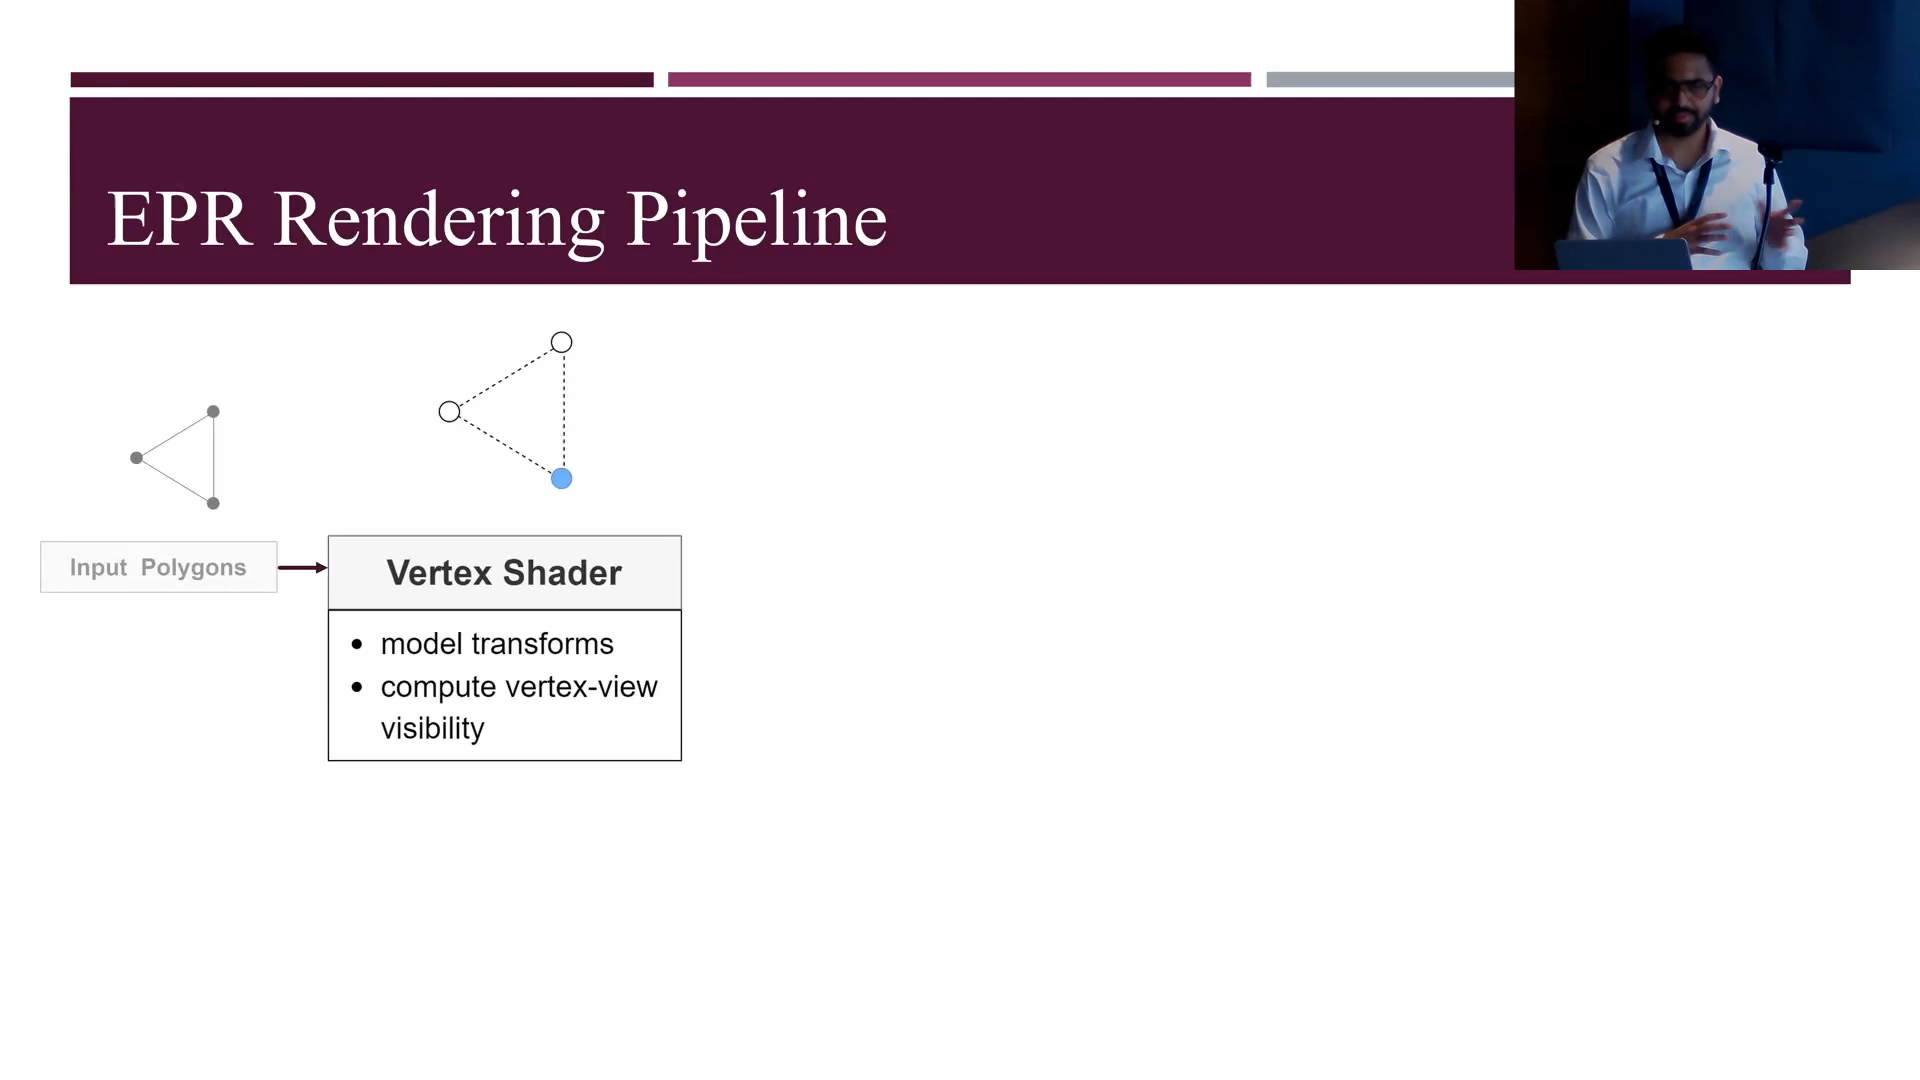 EPR Rendering Pipeline
Input Polygons
Vertex Shader
• model transforms
• compute vertex-view
visibility